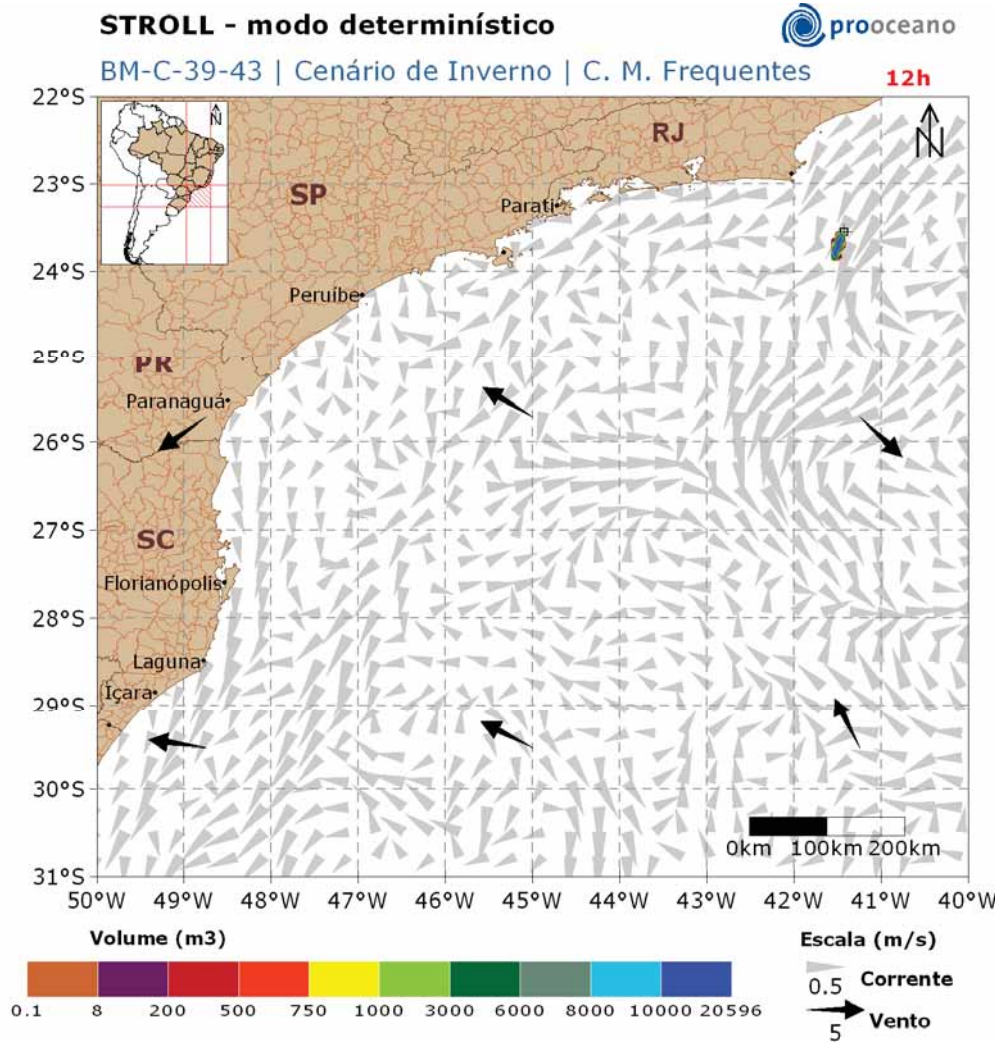 STROLL - modo determinístico
prooceano
BM-C-39-43 | Cenário de Inverno | C. M. Frequentes
12h
22°S
N
N
RJ
23°S
SP
Parati
24°S
Peruíbe
25°S
PR
Paranaguá
26°S
27°S
SC
Florianópolis
28°S
Laguna
Içara
29°S
30°S
0km 100km 200km
31°S
50°W 49°W 48°W 47°W 46°W 45°W 44°W 43°W 42°W 41°W 40°W
Volume (m3)
0.1 8 200 500 750 1000 3000 6000 8000 10000 20596
Escala (m/s)
0.5 Corrente
5 Vento